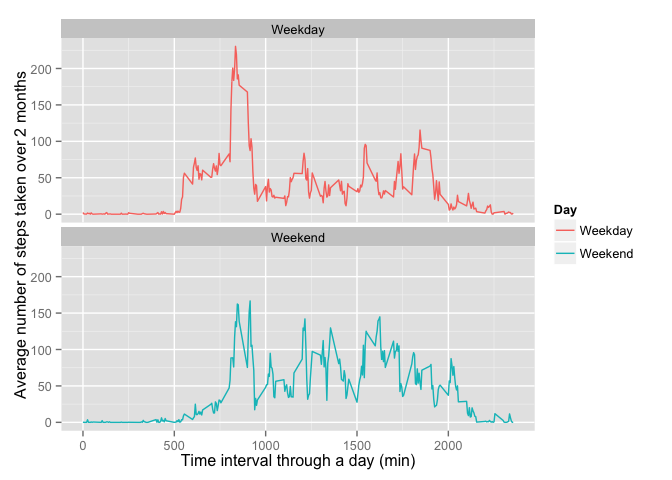 Weekday
200
150
100
50
0
Weekend
200
150
100
50
0
0
500
1000
1500
2000
Time interval through a day (min)
Average number of steps taken over 2 months
Day
Weekday
Weekend